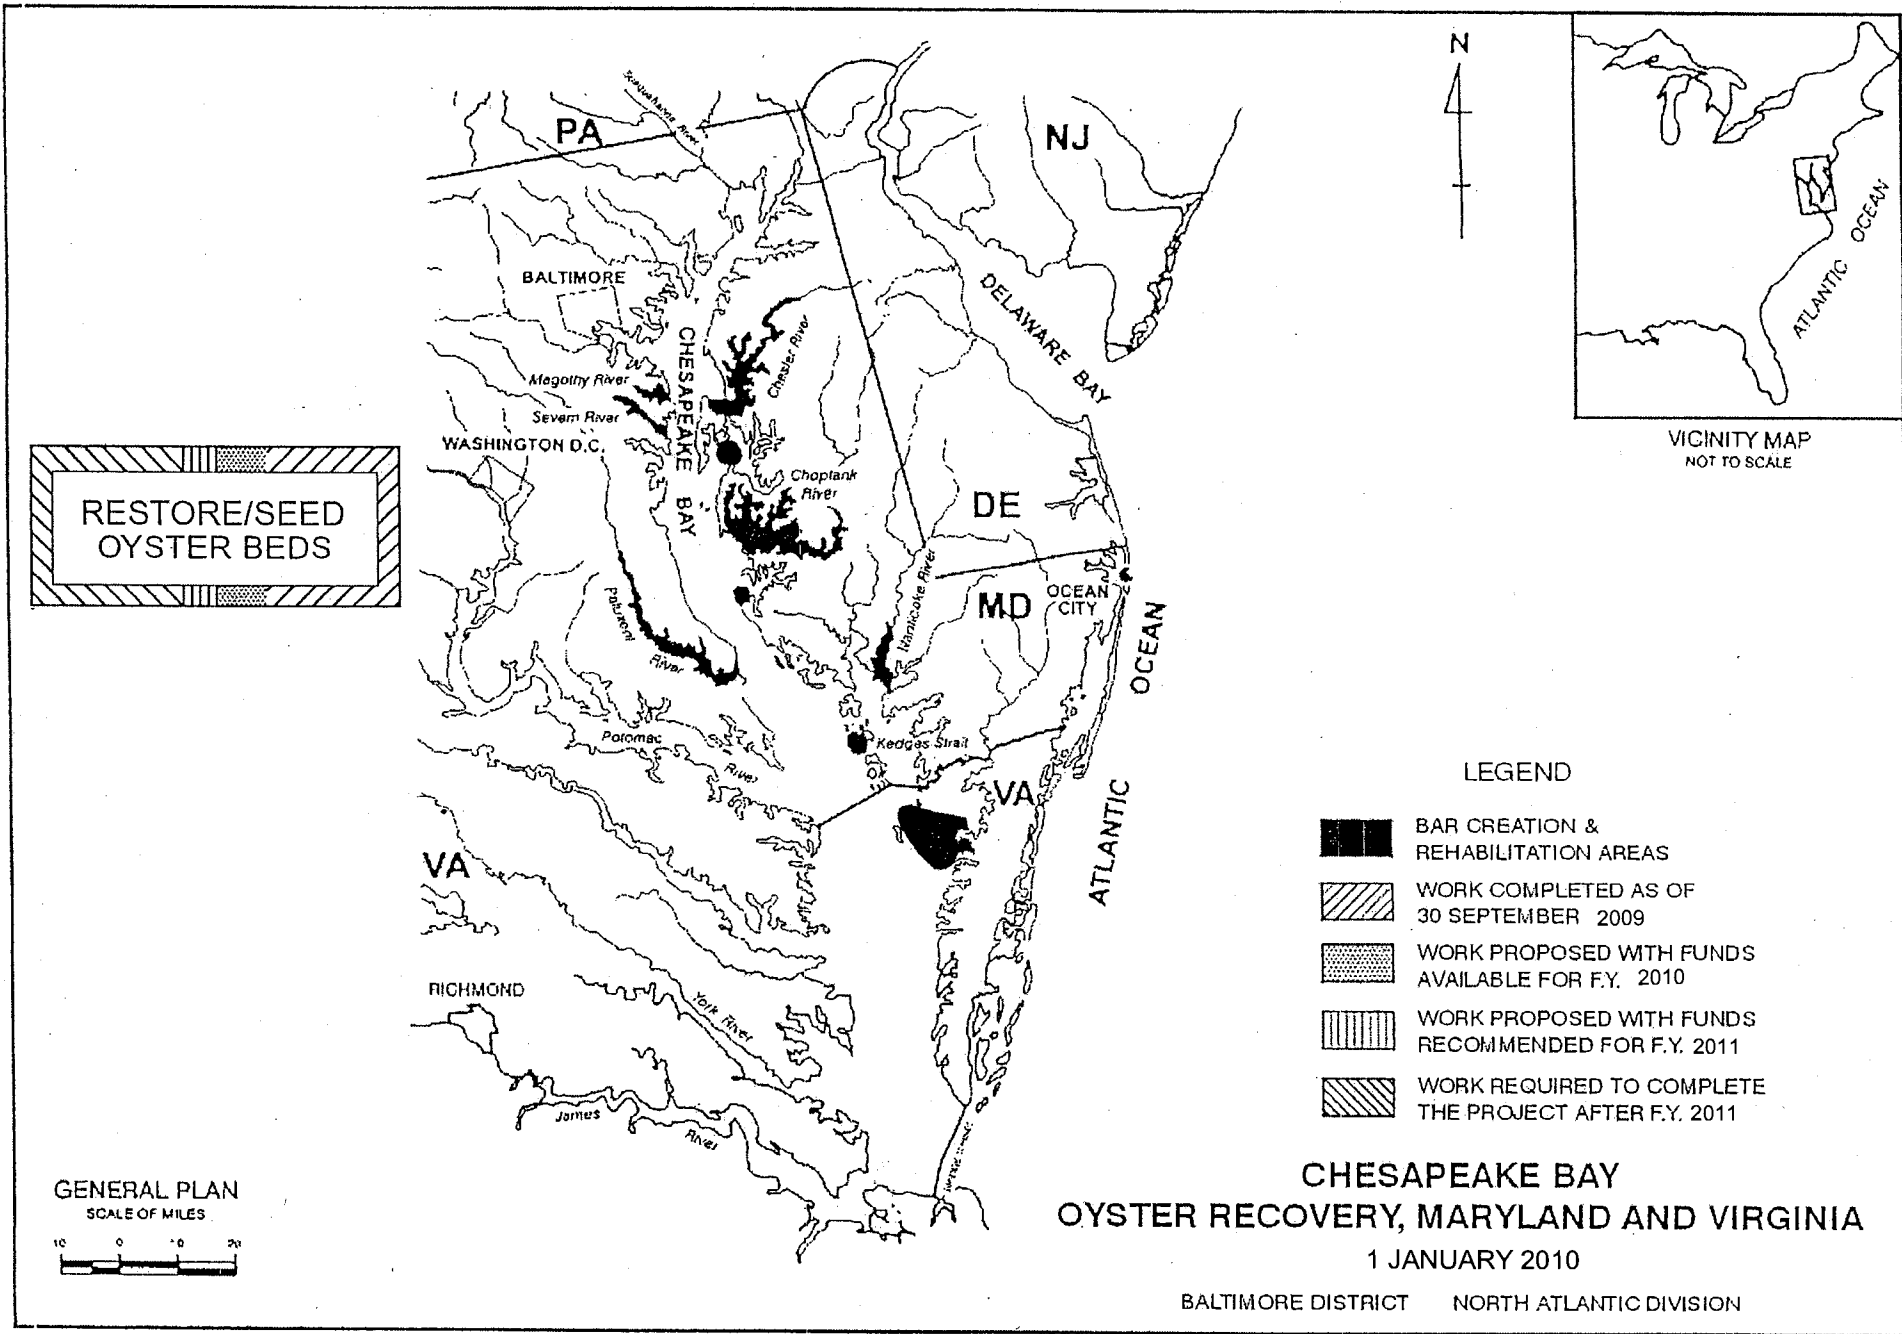 N
Susquehanna River
PA
NJ
BALTIMORE
CHESAPEAKE BAY
DELAWARE BAY
Chester River
Magothy River
Severn River
WASHINGTON D.C.
Choptank
River
DE
Nanticoke River
MD
OCEAN
CITY
Patuxent
River
Potomac
River
Kedges Strait
VA
VA
ATLANTIC OCEAN
RICHMOND
York River
James
River
RESTORE/SEED
OYSTER BEDS
ATLANTIC OCEAN
VICINITY MAP
NOT TO SCALE
LEGEND
BAR CREATION &
REHABILITATION AREAS
WORK COMPLETED AS OF
30 SEPTEMBER 2009
WORK PROPOSED WITH FUNDS
AVAILABLE FOR F.Y. 2010
WORK PROPOSED WITH FUNDS
RECOMMENDED FOR F.Y. 2011
WORK REQUIRED TO COMPLETE
THE PROJECT AFTER F.Y. 2011
GENERAL PLAN
SCALE OF MILES
10 0 10 20
CHESAPEAKE BAY
OYSTER RECOVERY, MARYLAND AND VIRGINIA
1 JANUARY 2010
BALTIMORE DISTRICT NORTH ATLANTIC DIVISION